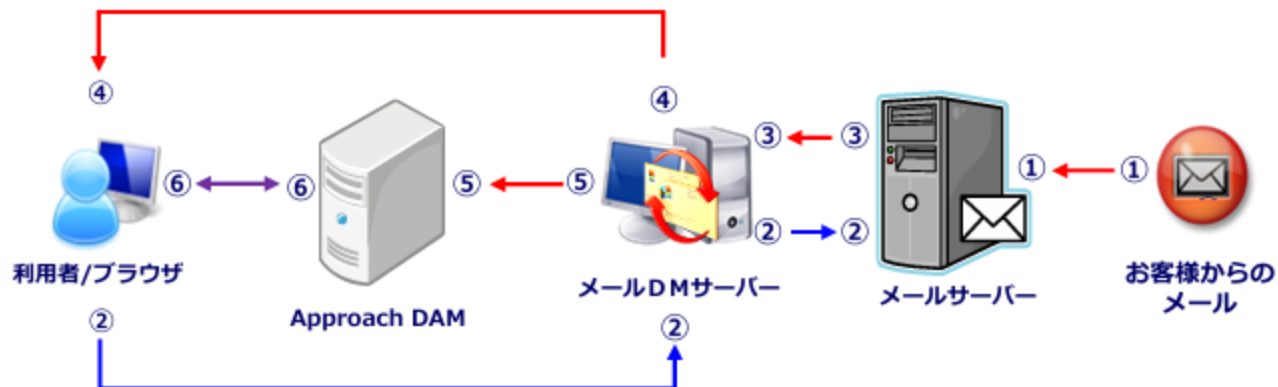 ④
④
③
③
①
①
⑥
⑥
⑤
⑤
②
②
利用者/ブラウザ
Approach DAM
メールＤＭサーバー
メールサーバー
お客様からの
メール
②
②